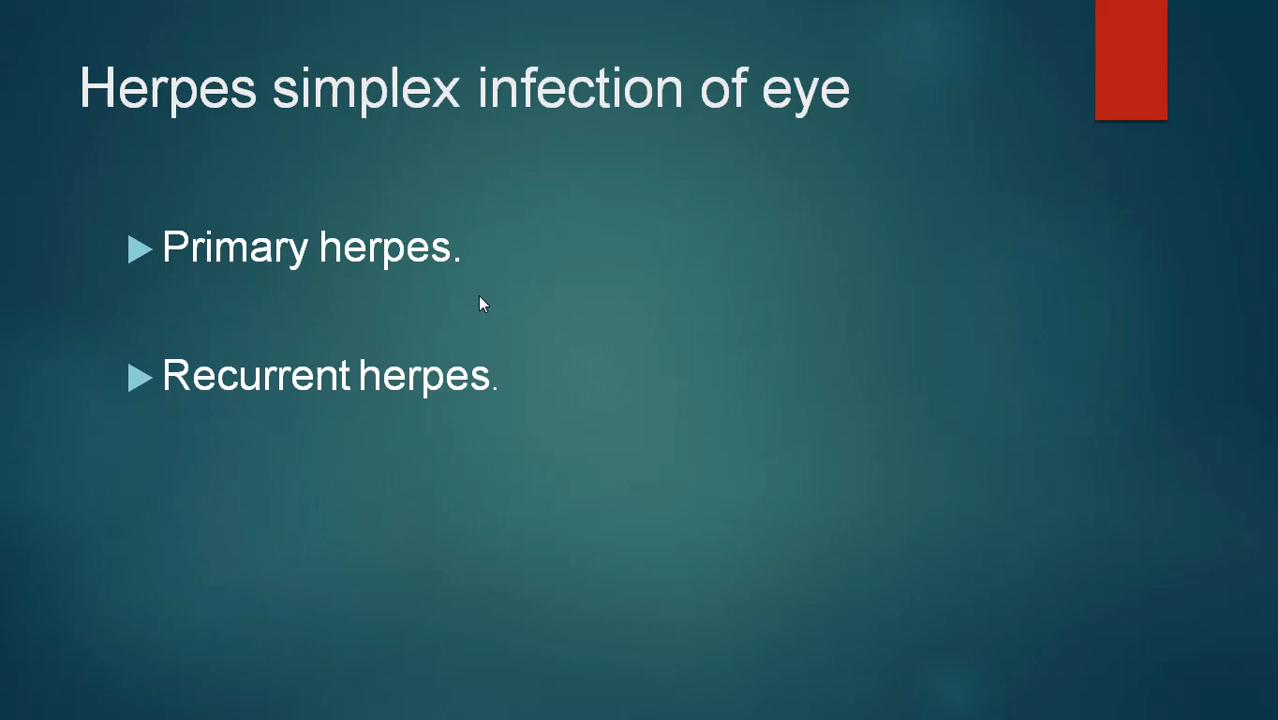 Herpes simplex infection of eye
Primary herpes.
Recurrent herpes.